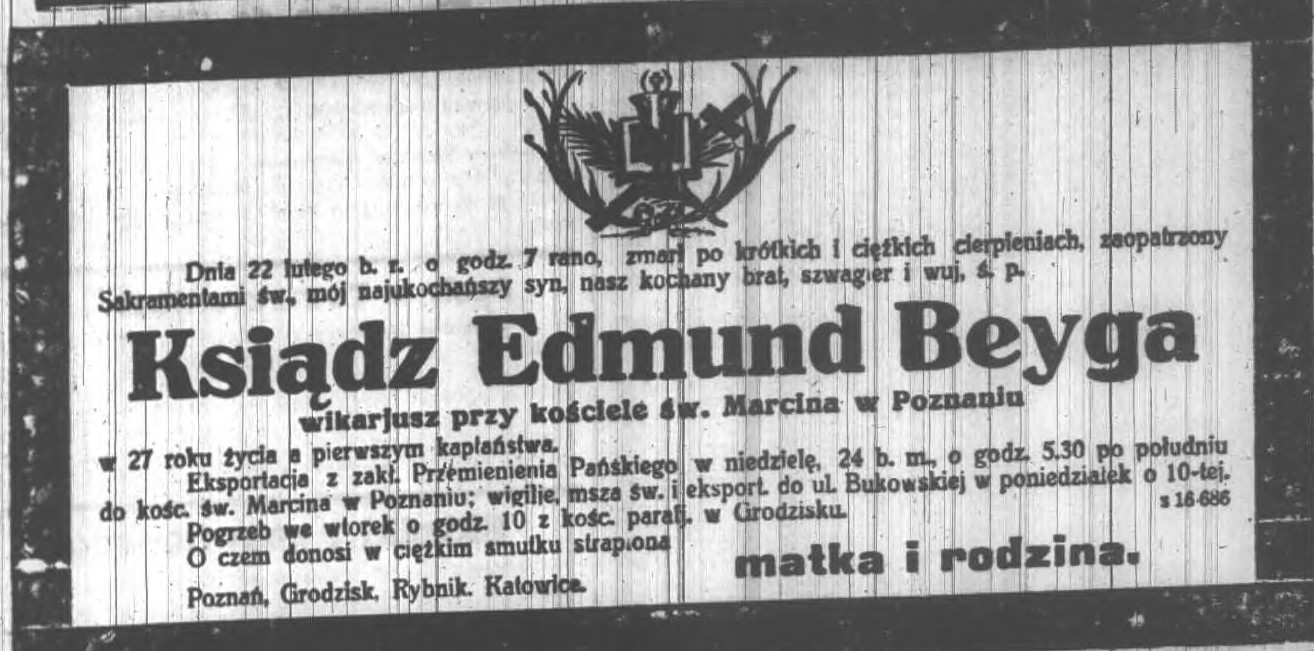 Dnia 22 lutego b. r. o godz. 7 rano, zmarł po krótkich i ciężkich cierpieniach, zaopatrzony
Sakramentami św., mój najukochańszy syn, nasz kochany brat, szwagier i wuj, ś. p.
Ksiądz Edmund Beyga
wikarjusz przy kościele św. Marcina w Poznaniu
w 27 roku życia a pierwszym kapłaństwa.
Eksportacja z zakł. Przemienienia Pańskiego w niedzielę, 24 b. m., o godz. 5.30 po południu
do kośc. św. Marcina w Poznaniu; wigilje, msza św. i eksport. do ul. Bukowskiej w poniedziałek o 10-tej.
Pogrzeb we wtorek o godz. 10 z kośc. parafj. w Grodzisku.
z 16-686
O czem donosi w ciężkim smutku strapiona
matka i rodzina.
Poznań, Grodzisk, Rybnik, Katowice.